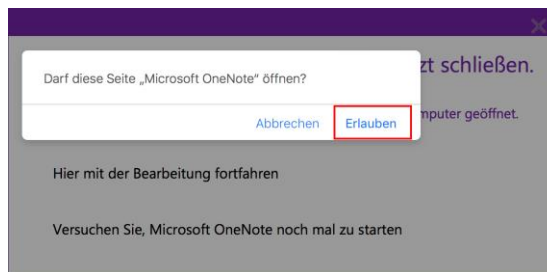 zt schließen.
Darf diese Seite „Microsoft OneNote“ öffnen?
mputer geöffnet.
Abbrechen Erlauben
Hier mit der Bearbeitung fortfahren
Versuchen Sie, Microsoft OneNote noch mal zu starten